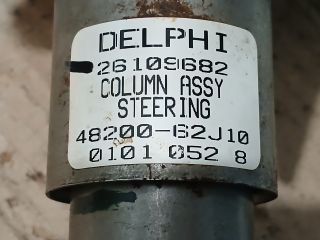 DELPHI
26109682
COLUMN ASSY
STEERING
48200-62J10
0101 052 8